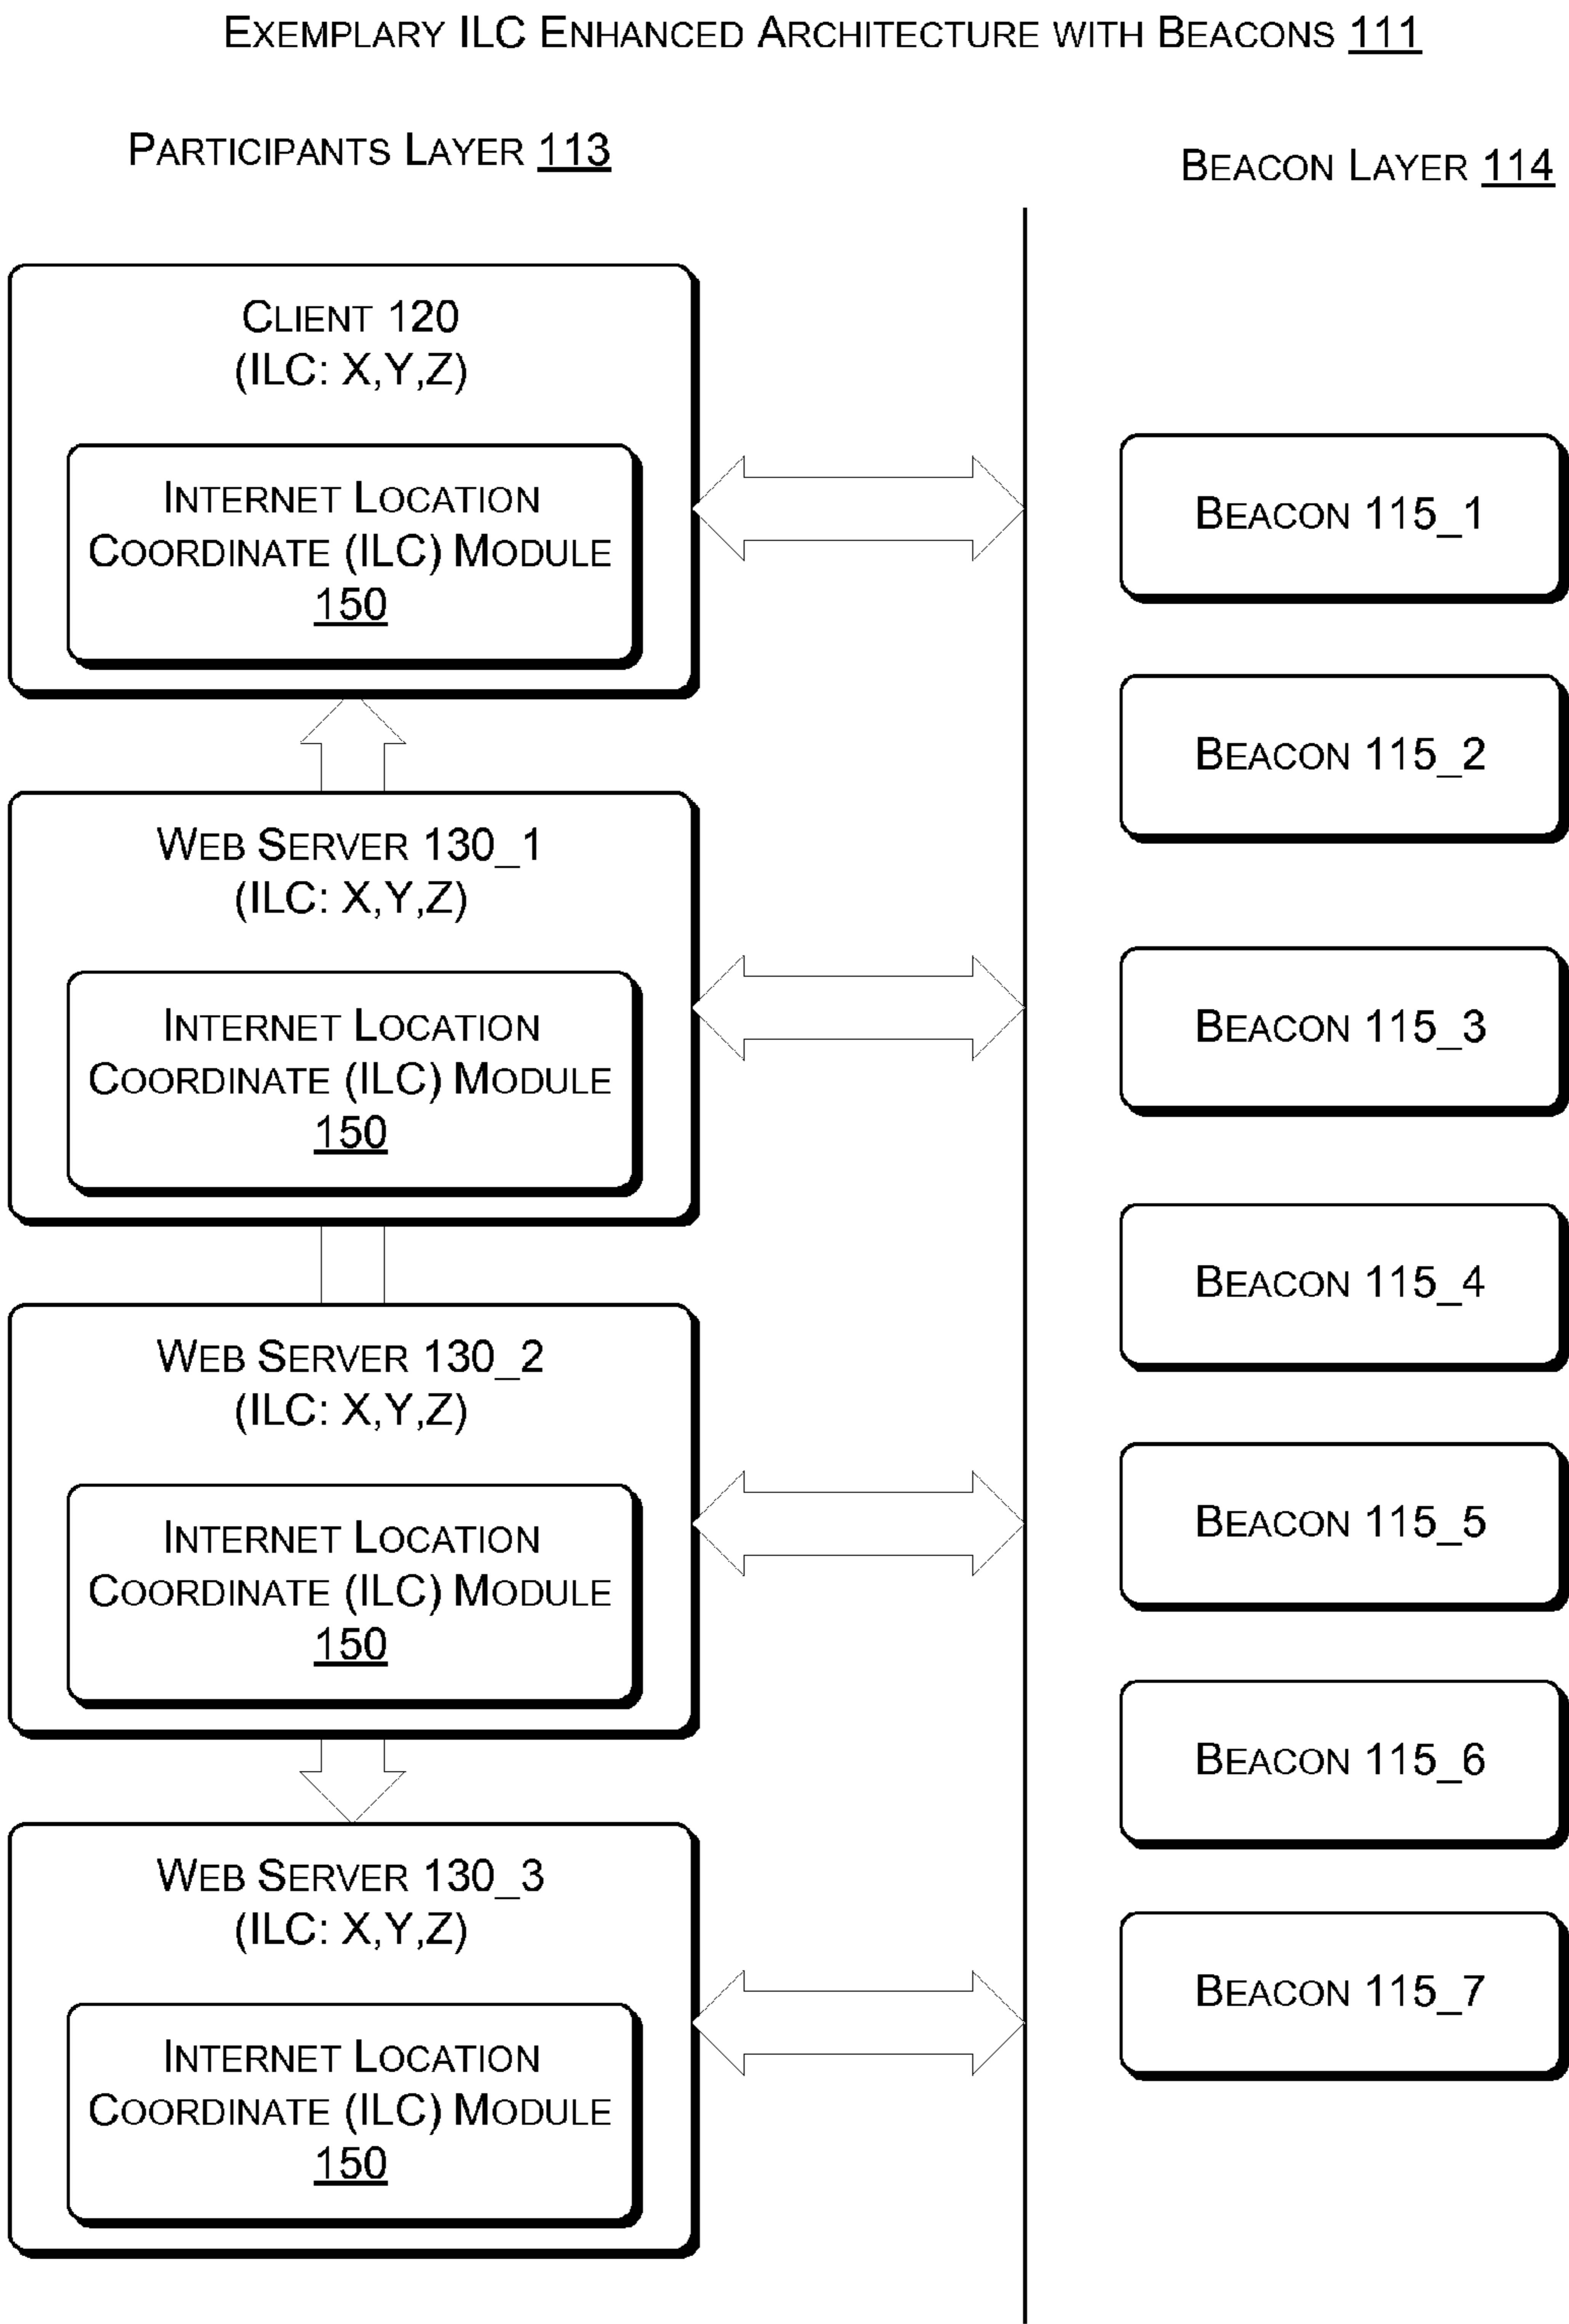 EXEMPLARY ILC ENHANCED ARCHITECTURE WITH BEACONS 111
PARTICIPANTS LAYER 113
BEACON LAYER 114
CLIENT 120
(ILC: X,Y,Z)
INTERNET LOCATION
COORDINATE (ILC) MODULE
150
WEB SERVER 130_1
(ILC: X,Y,Z)
INTERNET LOCATION
COORDINATE (ILC) MODULE
150
WEB SERVER 130_2
(ILC: X,Y,Z)
INTERNET LOCATION
COORDINATE (ILC) MODULE
150
WEB SERVER 130_3
(ILC: X,Y,Z)
INTERNET LOCATION
COORDINATE (ILC) MODULE
150
BEACON 115_1
BEACON 115_2
BEACON 115_3
BEACON 115_4
BEACON 115_5
BEACON 115_6
BEACON 115_7